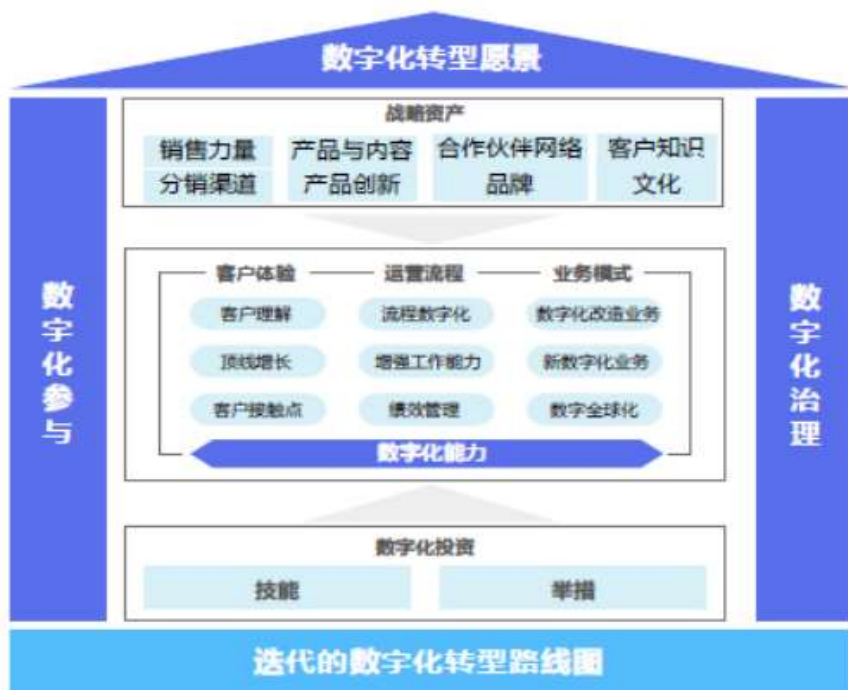 数字化转型愿景
战略资产
销售力量
分销渠道
产品与内容
产品创新
合作伙伴网络
品牌
客户知识
文化
数字化参与
客户体验
运营流程
业务模式
客户理解
流程数字化
数字化改造业务
顶线增长
增强工作能力
新数字化业务
客户接触点
绩效管理
数字全球化
数字化能力
数字化治理
数字化投资
技能
举措
迭代的数字化转型路线图